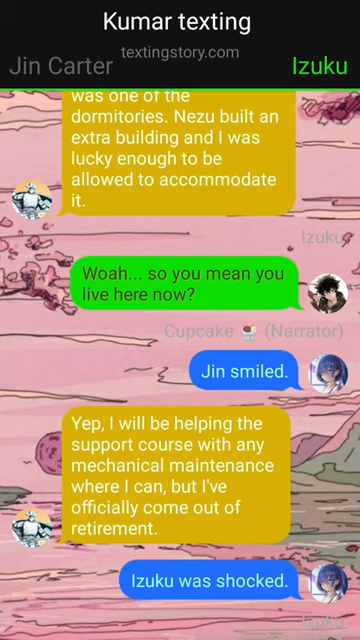 Kumar texting
textingstory.com
Jin Carter
Izuku
was one of the
dormitories. Nezu built an
extra building and I was
lucky enough to be
allowed to accommodate
it.
Izuku
Woah... so you mean you
live here now?
Cupcake 🍨 (Narrator)
Jin smiled.
Yep, I will be helping the
support course with any
mechanical maintenance
where I can, but I've
officially come out of
retirement.
Izuku was shocked.
Izuku